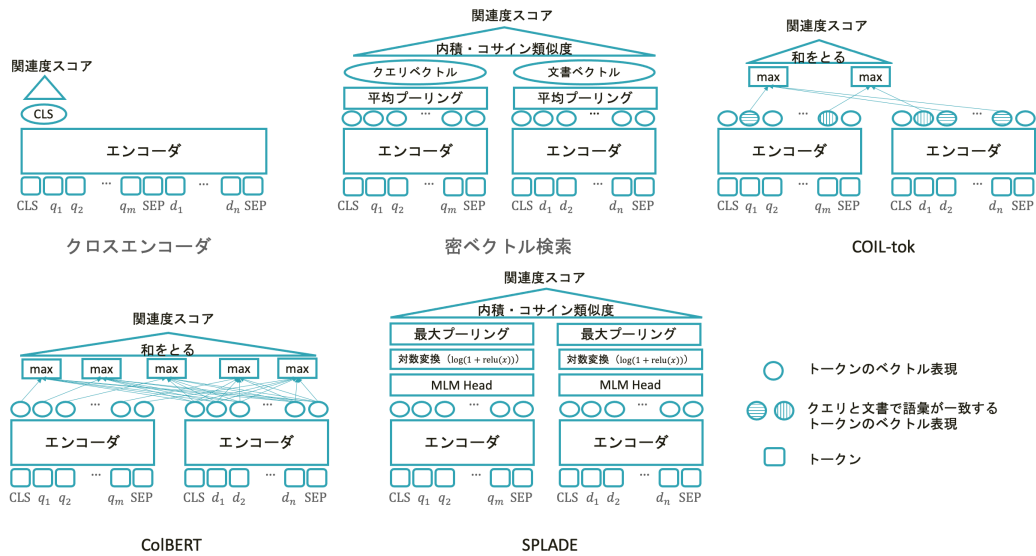 関連度スコア
CLS
エンコーダ
CLS q₁ q₂ ... qₘ SEP d₁ ... dₙ SEP
クロスエンコーダ
関連度スコア
内積・コサイン類似度
クエリベクトル 文書ベクトル
平均プーリング 平均プーリング
... ...
エンコーダ エンコーダ
... ...
CLS q₁ q₂ qₘ SEP CLS d₁ d₂ dₙ SEP
密ベクトル検索
関連度スコア
和をとる
max max
... ...
エンコーダ エンコーダ
... ...
CLS q₁ q₂ qₘ SEP CLS d₁ d₂ dₙ SEP
COIL-tok
関連度スコア
和をとる
max max max max max
... ...
エンコーダ エンコーダ
... ...
CLS q₁ q₂ qₘ SEP CLS d₁ d₂ dₙ SEP
ColBERT
関連度スコア
内積・コサイン類似度
最大プーリング 最大プーリング
対数変換（log(1 + relu(x))） 対数変換（log(1 + relu(x))）
MLM Head MLM Head
... ...
エンコーダ エンコーダ
... ...
CLS q₁ q₂ qₘ SEP CLS d₁ d₂ dₙ SEP
SPLADE
トークンのベクトル表現
クエリと文書で語彙が一致する
トークンのベクトル表現
トークン